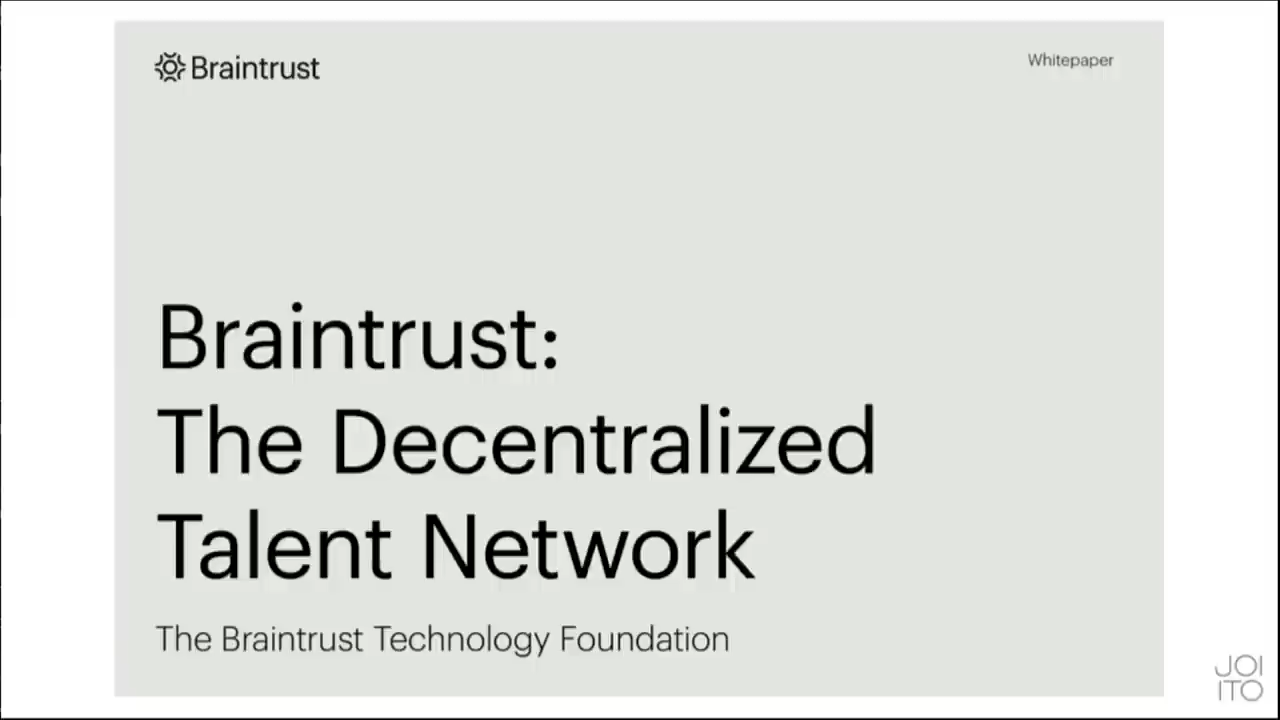 Braintrust
Whitepaper
Braintrust:
The Decentralized
Talent Network
The Braintrust Technology Foundation
JOI
ITO